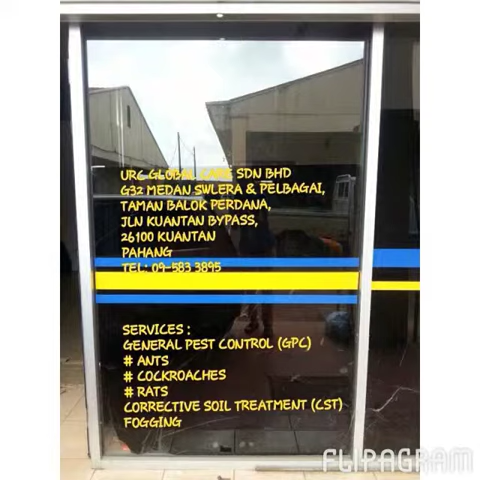 URC GLOBAL CARE SDN BHD
G32 MEDAN SWLERA & PELBAGAI,
TAMAN BALOK PERDANA,
JLN KUANTAN BYPASS,
26100 KUANTAN
PAHANG
TEL: 09-583 3895
SERVICES :
GENERAL PEST CONTROL (GPC)
# ANTS
# COCKROACHES
# RATS
CORRECTIVE SOIL TREATMENT (CST)
FOGGING
FLIPAGRAM